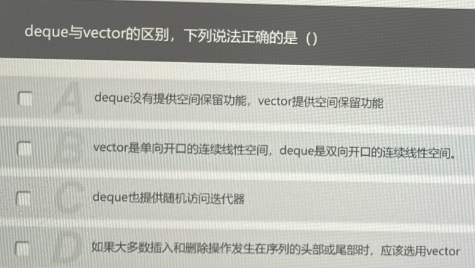 deque与vector的区别，下列说法正确的是（）
A deque没有提供空间保留功能，vector提供空间保留功能
B vector是单向开口的连续线性空间，deque是双向开口的连续线性空间。
C deque也提供随机访问迭代器
D 如果大多数插入和删除操作发生在序列的头部或尾部时，应该选用vector